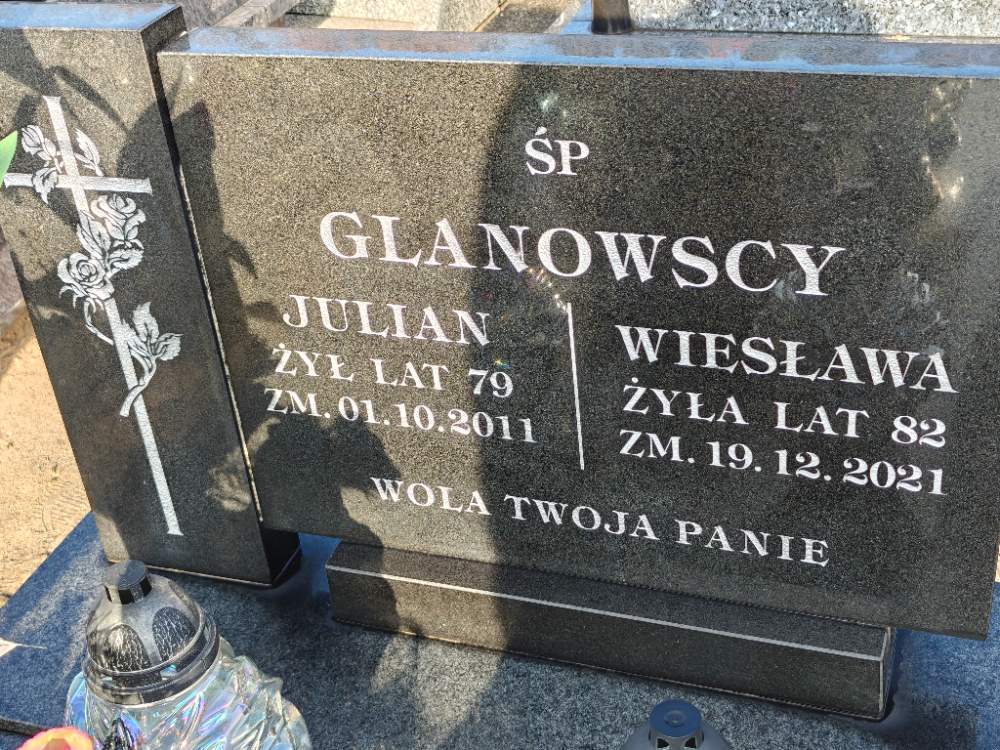 ŚP
GLANOWSCY
JULIAN
ŻYŁ LAT 79
ZM. 01.10.2011
WIESŁAWA
ŻYŁA LAT 82
ZM. 19.12.2021
WOLA TWOJA PANIE